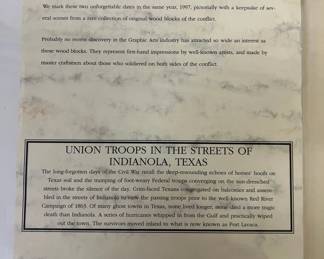 We mark these two unforgettable dates in the same year, 1997, pictorially with a keepsake of sev-
eral scenes from a rare collection of original wood blocks of the conflict.
Probably no recent discovery in the Graphic Arts industry has attracted so wide an interest as
these wood blocks. They represent first-hand impressions by well-known artists, and made by
master craftsmen about those who soldiered on both sides of the conflict.
UNION TROOPS IN THE STREETS OF
INDIANOLA, TEXAS
The long-forgotten days of the Civil War recall the deep-resounding echoes of horses' hoofs on
Texas soil and the tramping of foot-weary Federal troops converging on the sun-drenched
streets broke the silence of the day. Grim-faced Texans congregated on balconies and assem-
bled in the streets of Indianola to view the passing troops prior to the well-known Red River
Campaign of 1863. Of many ghost towns in Texas, none lived longer, none died a more tragic
death than Indianola. A series of hurricanes whipped in from the Gulf and practically wiped
out the town. The survivors moved inland to what is now known as Port Lavaca.